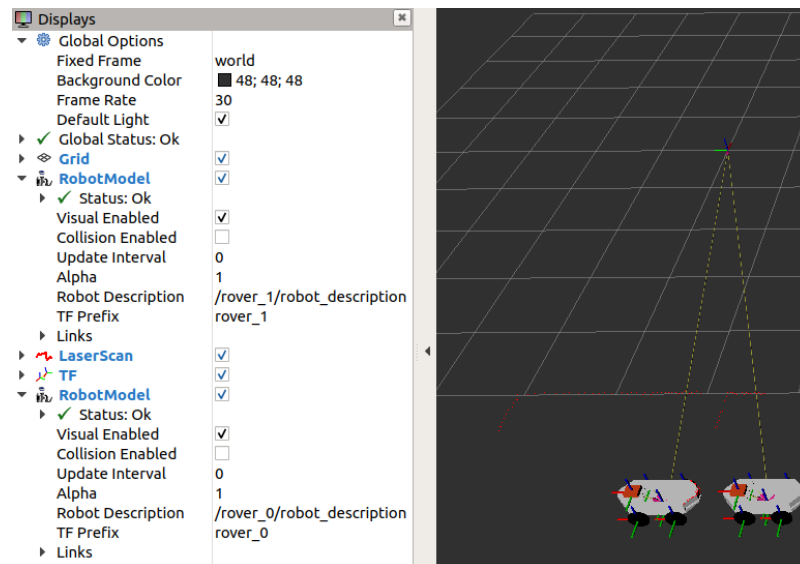 Displays
Global Options
Fixed Frame world
Background Color 48; 48; 48
Frame Rate 30
Default Light
Global Status: Ok
Grid
RobotModel
Status: Ok
Visual Enabled
Collision Enabled
Update Interval 0
Alpha 1
Robot Description /rover_1/robot_description
TF Prefix rover_1
Links
LaserScan
TF
RobotModel
Status: Ok
Visual Enabled
Collision Enabled
Update Interval 0
Alpha 1
Robot Description /rover_0/robot_description
TF Prefix rover_0
Links